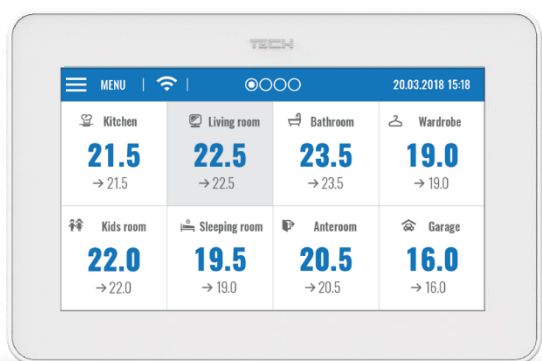 TECH
MENU | | 20.03.2018 15:18
Kitchen
21.5
→ 21.5
Living room
22.5
→ 22.5
Bathroom
23.5
→ 23.5
Wardrobe
19.0
→ 19.0
Kids room
22.0
→ 22.0
Sleeping room
19.5
→ 19.0
Anteroom
20.5
→ 20.5
Garage
16.0
→ 16.0